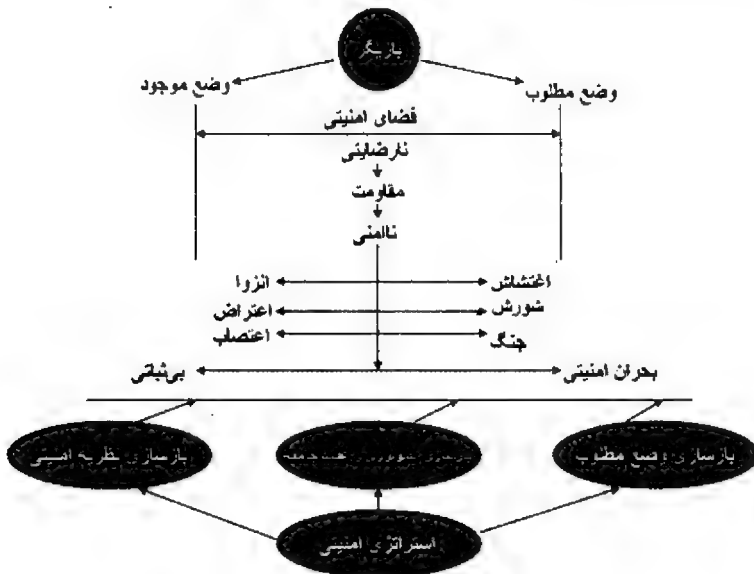 بازیگر
وضع مطلوب
وضع موجود
فضای امنیتی
نارضایتی
مقاومت
ناامنی
اغتشاش
انزوا
شورش
اعتراض
جنگ
اعتصاب
بحران امنیتی
بی‌ثباتی
بازسازی وضع مطلوب
بازسازی نظریه امنیتی
استراتژی امنیتی